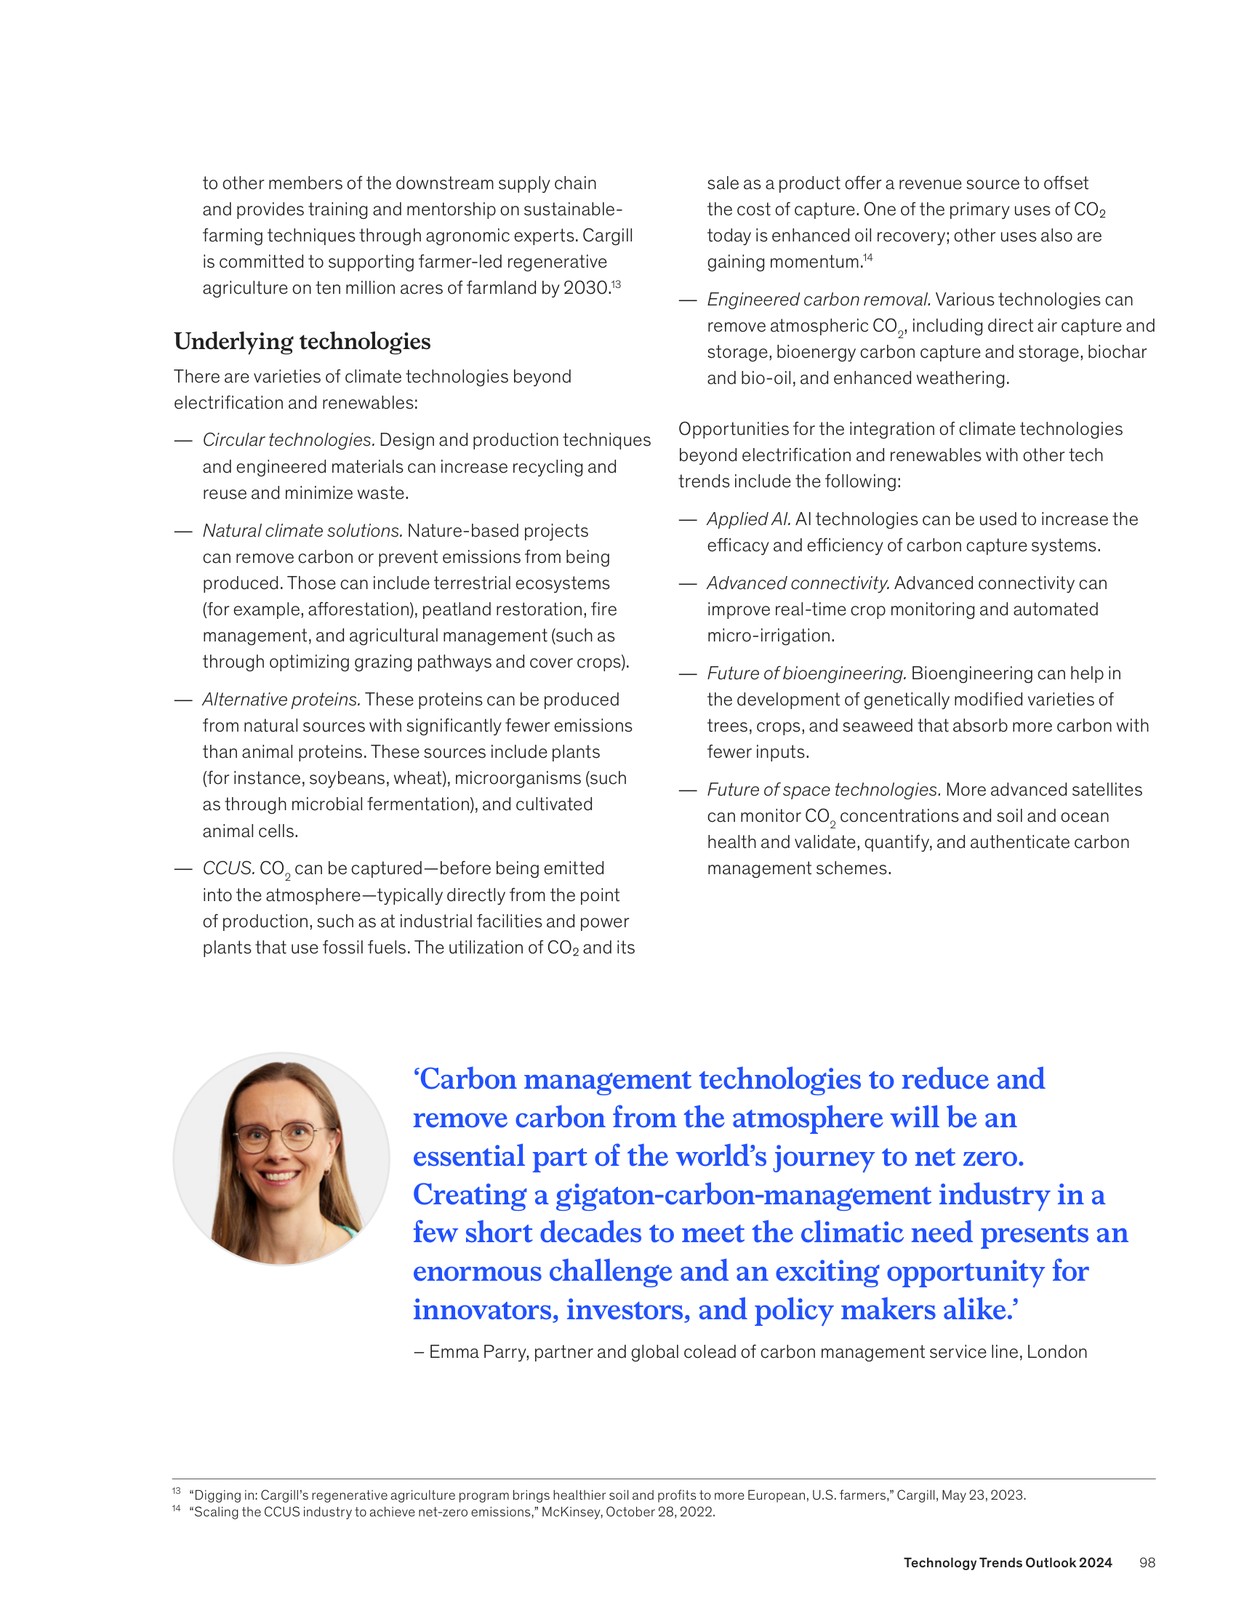 to other members of the downstream supply chain
and provides training and mentorship on sustainable-
farming techniques through agronomic experts. Cargill
is committed to supporting farmer-led regenerative
agriculture on ten million acres of farmland by 2030.¹³
Underlying technologies
There are varieties of climate technologies beyond
electrification and renewables:
— Circular technologies. Design and production techniques
and engineered materials can increase recycling and
reuse and minimize waste.
— Natural climate solutions. Nature-based projects
can remove carbon or prevent emissions from being
produced. Those can include terrestrial ecosystems
(for example, afforestation), peatland restoration, fire
management, and agricultural management (such as
through optimizing grazing pathways and cover crops).
— Alternative proteins. These proteins can be produced
from natural sources with significantly fewer emissions
than animal proteins. These sources include plants
(for instance, soybeans, wheat), microorganisms (such
as through microbial fermentation), and cultivated
animal cells.
— CCUS. CO₂ can be captured—before being emitted
into the atmosphere—typically directly from the point
of production, such as at industrial facilities and power
plants that use fossil fuels. The utilization of CO₂ and its
sale as a product offer a revenue source to offset
the cost of capture. One of the primary uses of CO₂
today is enhanced oil recovery; other uses also are
gaining momentum.¹⁴
— Engineered carbon removal. Various technologies can
remove atmospheric CO₂, including direct air capture and
storage, bioenergy carbon capture and storage, biochar
and bio-oil, and enhanced weathering.
Opportunities for the integration of climate technologies
beyond electrification and renewables with other tech
trends include the following:
— Applied AI. AI technologies can be used to increase the
efficacy and efficiency of carbon capture systems.
— Advanced connectivity. Advanced connectivity can
improve real-time crop monitoring and automated
micro-irrigation.
— Future of bioengineering. Bioengineering can help in
the development of genetically modified varieties of
trees, crops, and seaweed that absorb more carbon with
fewer inputs.
— Future of space technologies. More advanced satellites
can monitor CO₂ concentrations and soil and ocean
health and validate, quantify, and authenticate carbon
management schemes.
‘Carbon management technologies to reduce and
remove carbon from the atmosphere will be an
essential part of the world’s journey to net zero.
Creating a gigaton-carbon-management industry in a
few short decades to meet the climatic need presents an
enormous challenge and an exciting opportunity for
innovators, investors, and policy makers alike.’
– Emma Parry, partner and global colead of carbon management service line, London
¹³ “Digging in: Cargill’s regenerative agriculture program brings healthier soil and profits to more European, U.S. farmers,” Cargill, May 23, 2023.
¹⁴ “Scaling the CCUS industry to achieve net-zero emissions,” McKinsey, October 28, 2022.
Technology Trends Outlook 2024 98